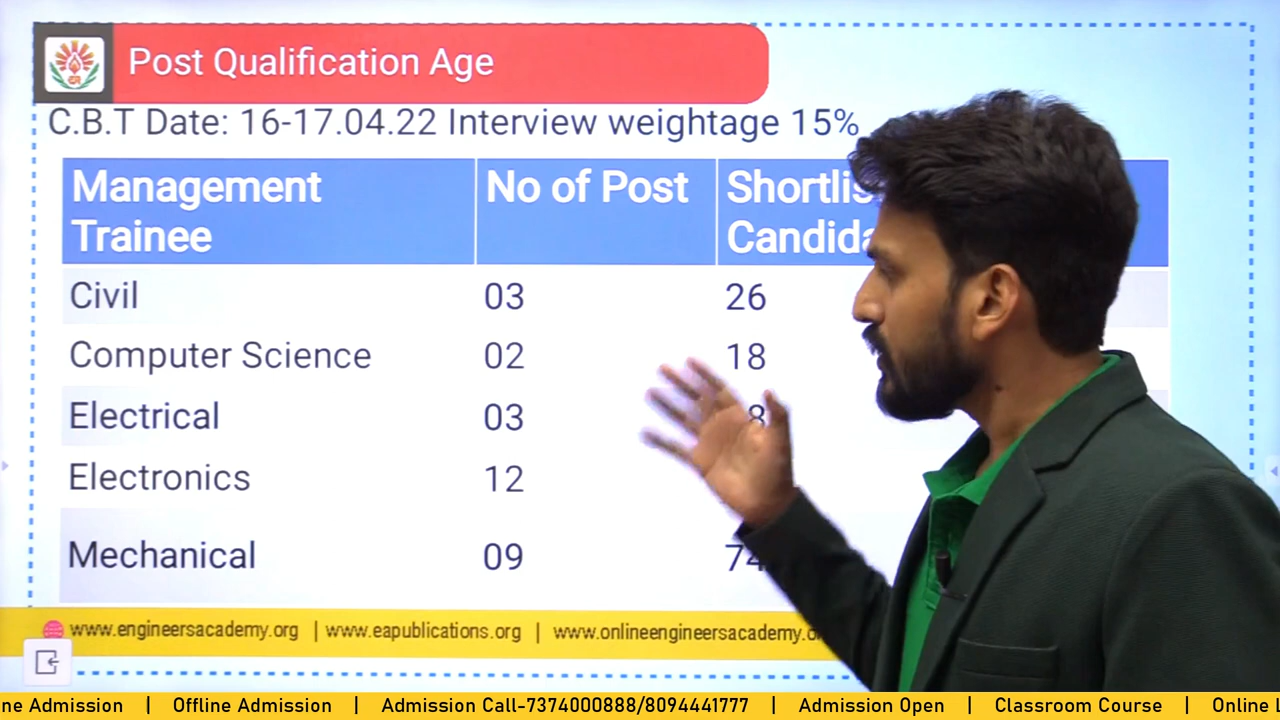 Post Qualification Age
C.B.T Date: 16-17.04.22 Interview weightage 15%
Management Trainee No of Post
Civil 03 26
Computer Science 02 18
Electrical 03
Electronics 12
Mechanical 09 74
www.engineersacademy.org | www.eapublications.org | www.onlineengineersacademy.o
ne Admission | Offline Admission | Admission Call-7374000888/8094441777 | Admission Open | Classroom Course | Online